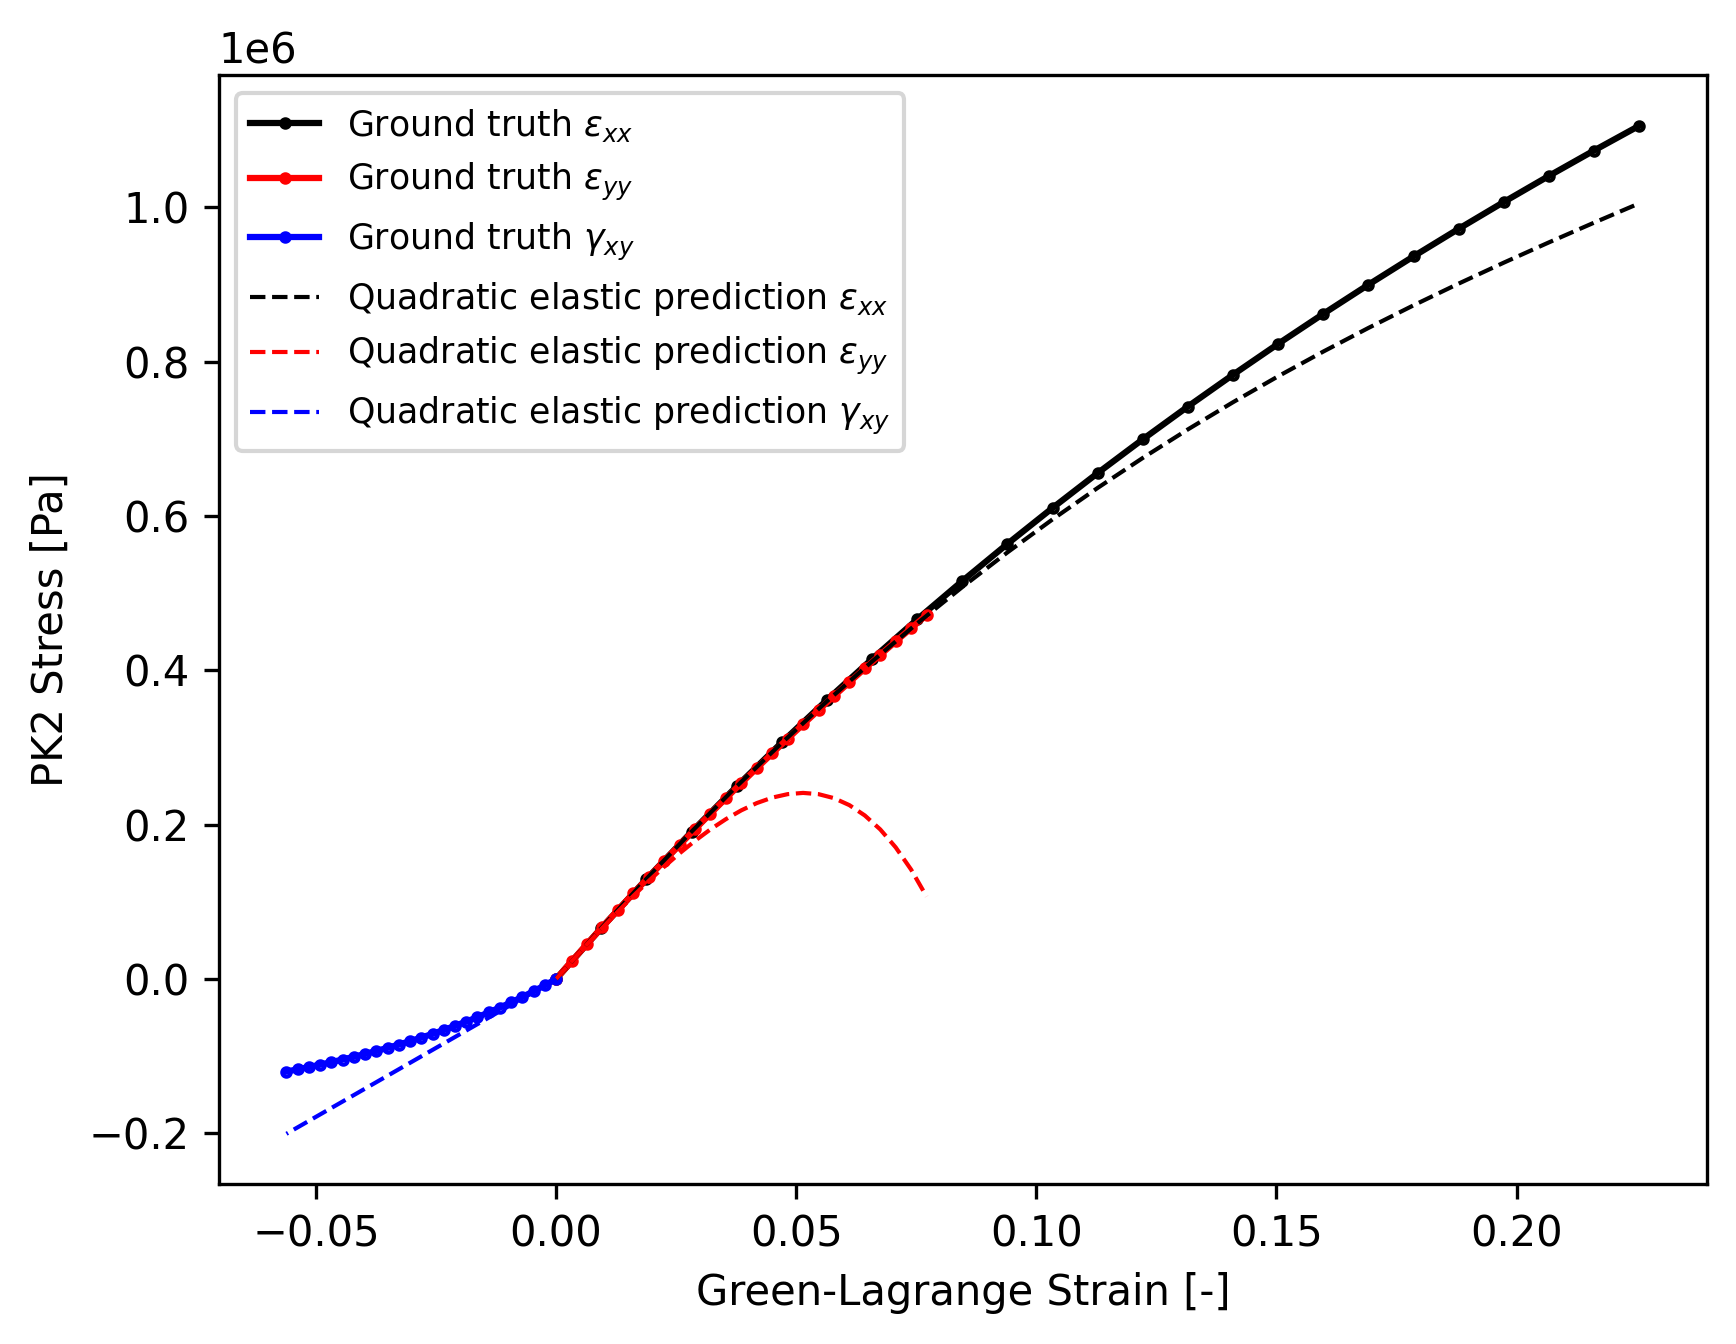 1e6
Ground truth εxx
Ground truth εyy
Ground truth γxy
Quadratic elastic prediction εxx
Quadratic elastic prediction εyy
Quadratic elastic prediction γxy
1.0
0.8
0.6
0.4
0.2
0.0
−0.2
PK2 Stress [Pa]
−0.05 0.00 0.05 0.10 0.15 0.20
Green-Lagrange Strain [-]